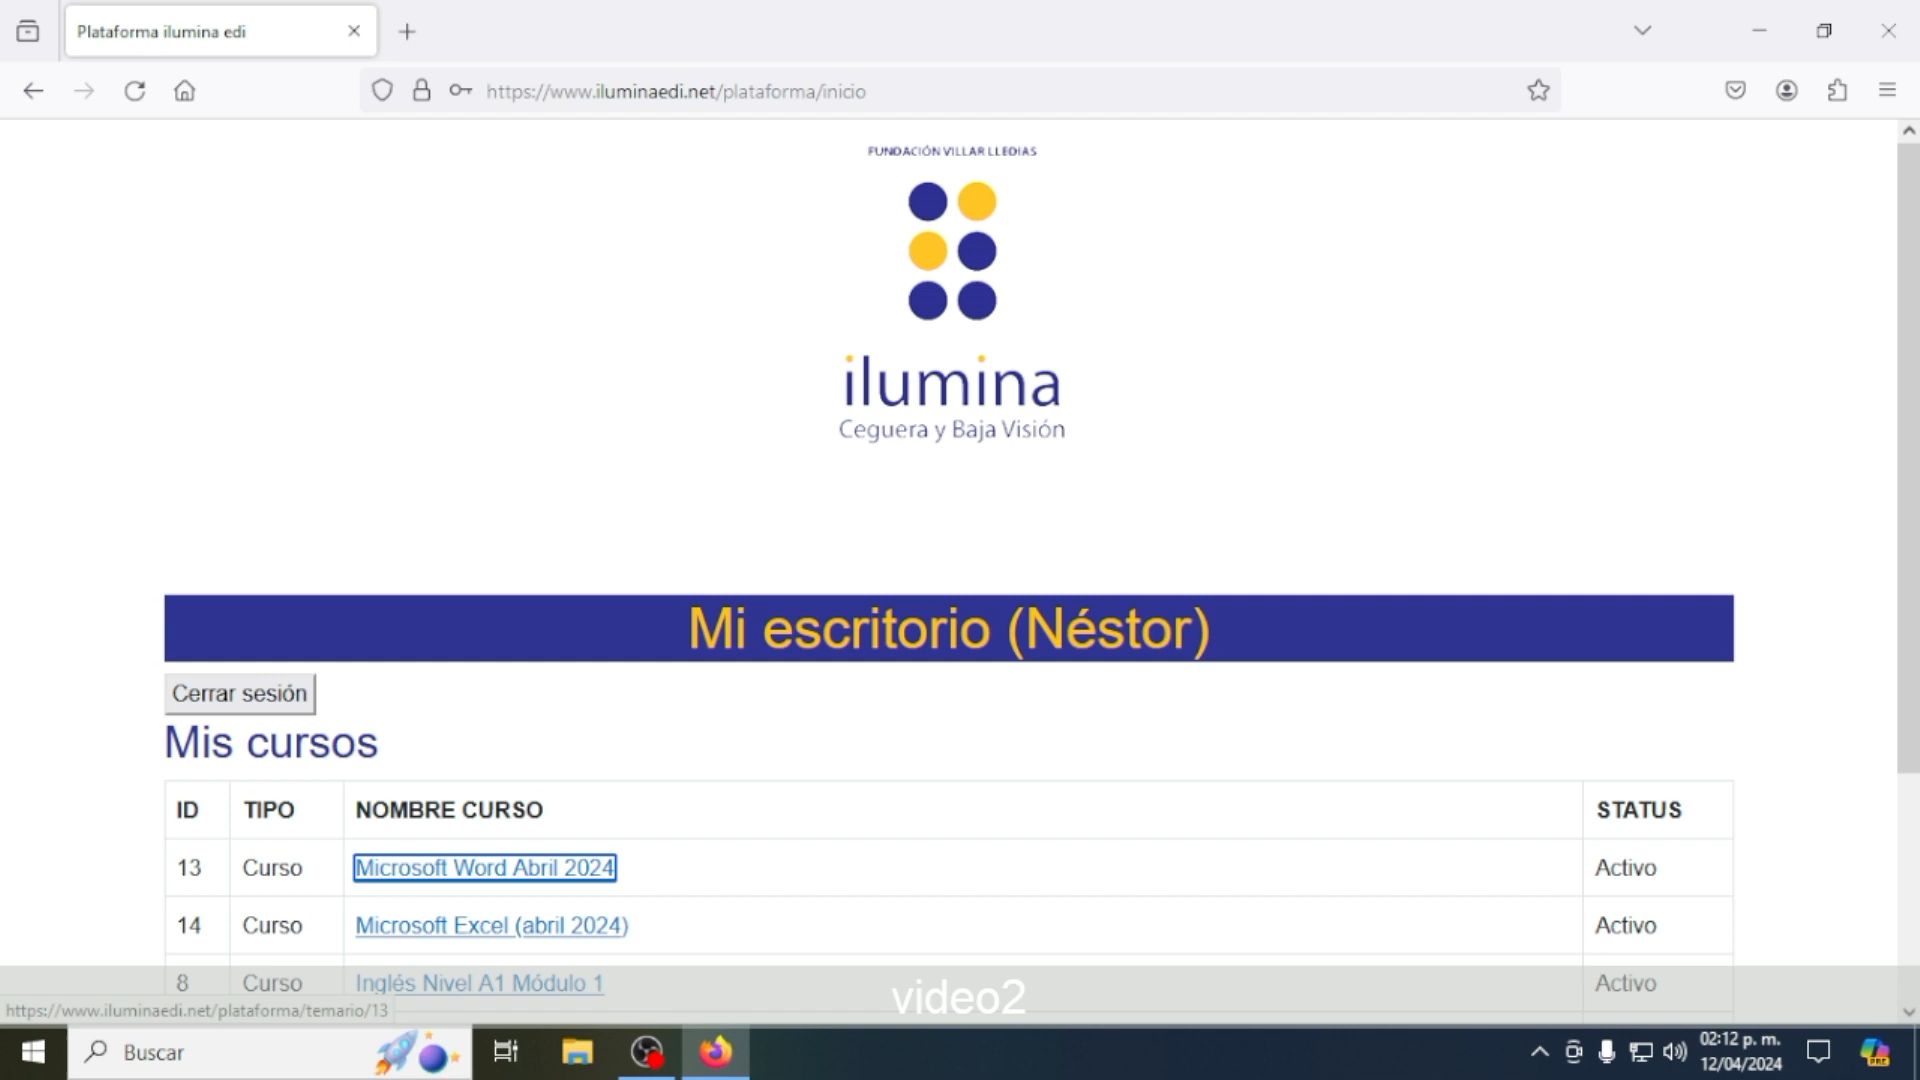 Plataforma ilumina edi
https://www.iluminaedi.net/plataforma/inicio
FUNDACIÓN VILLAR LLEDIAS
ilumina
Ceguera y Baja Visión
Mi escritorio (Néstor)
Cerrar sesión
Mis cursos
ID TIPO NOMBRE CURSO STATUS
13 Curso Microsoft Word Abril 2024 Activo
14 Curso Microsoft Excel (abril 2024) Activo
8 Curso Inglés Nivel A1 Módulo 1 Activo
video2
https://www.iluminaedi.net/plataforma/temario/13
Buscar
02:12 p. m.
12/04/2024
PRE